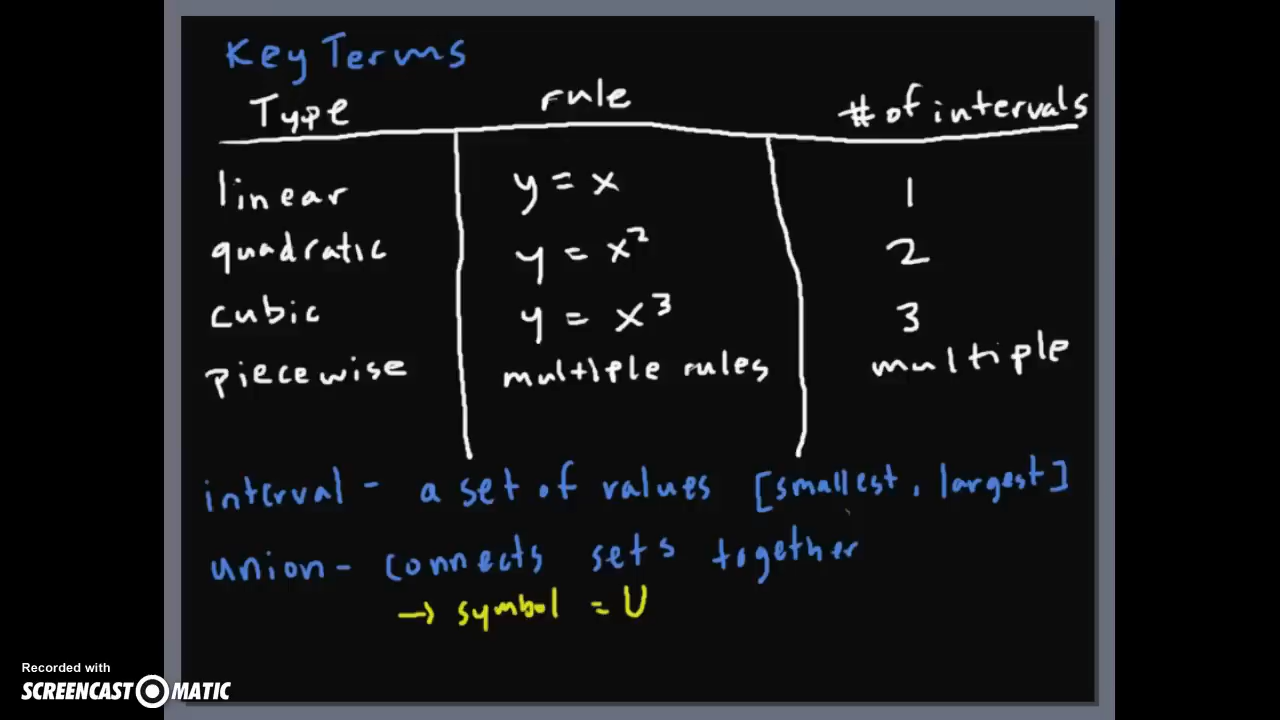 Key Terms
Type rule # of intervals
linear y = x 1
quadratic y = x² 2
cubic y = x³ 3
piecewise multiple rules multiple
interval - a set of values [smallest, largest]
union - connects sets together
→ symbol = U
Recorded with
SCREENCAST O MATIC